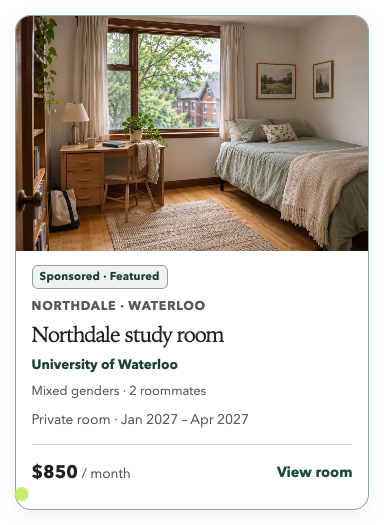 Sponsored · Featured
NORTHDALE · WATERLOO
Northdale study room
University of Waterloo
Mixed genders · 2 roommates
Private room · Jan 2027 – Apr 2027
$850 / month
View room